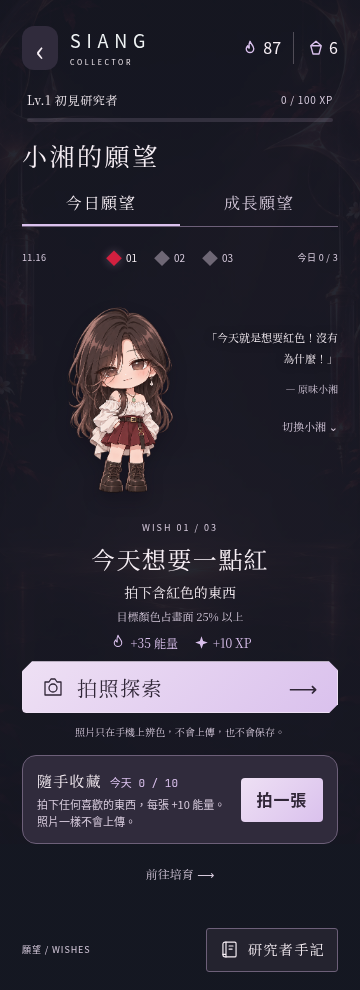 SIANG
COLLECTOR
87
6
Lv.1 初見研究者
0 / 100 XP
小湘的願望
今日願望
成長願望
11.16
01
02
03
今日 0 / 3
「今天就是想要紅色！沒有
為什麼！」
— 原味小湘
切換小湘
WISH 01 / 03
今天想要一點紅
拍下含紅色的東西
目標顏色占畫面 25% 以上
+35 能量
+10 XP
拍照探索 ⟶
照片只在手機上辨色，不會上傳，也不會保存。
隨手收藏 今天 0 / 10
拍下任何喜歡的東西，每張 +10 能量。
照片一樣不會上傳。
拍一張
前往培育 ⟶
願望 / WISHES
研究者手記